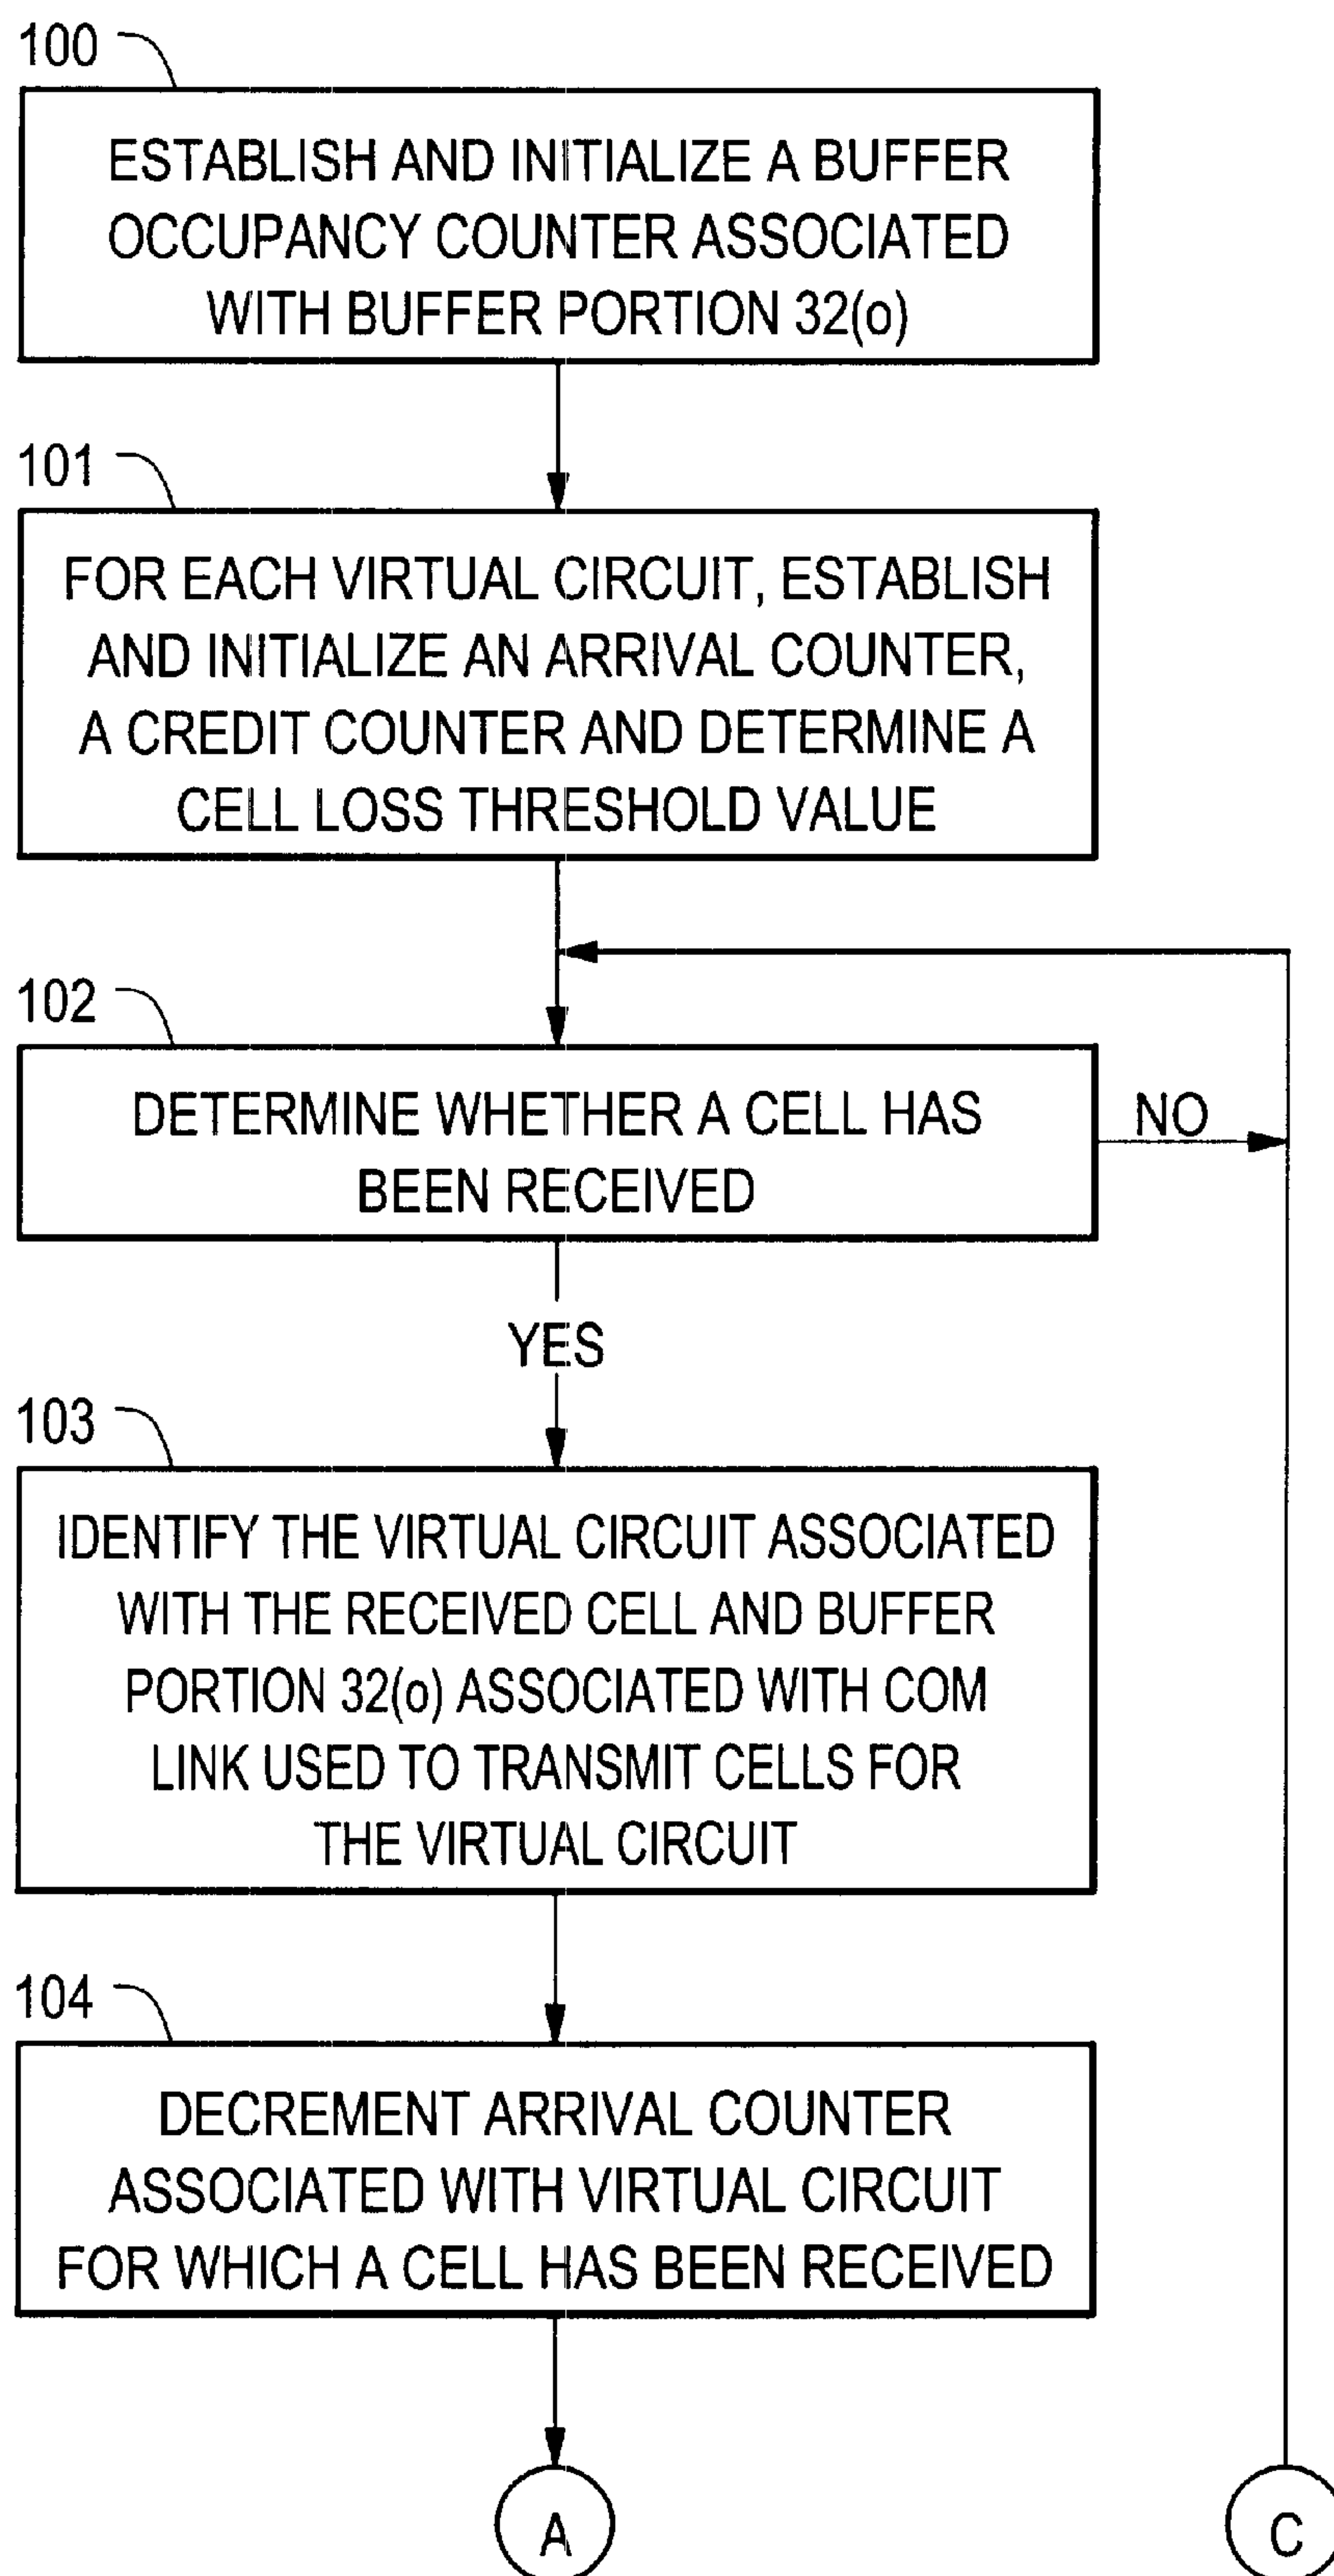 100
ESTABLISH AND INITIALIZE A BUFFER
OCCUPANCY COUNTER ASSOCIATED
WITH BUFFER PORTION 32(o)
101
FOR EACH VIRTUAL CIRCUIT, ESTABLISH
AND INITIALIZE AN ARRIVAL COUNTER,
A CREDIT COUNTER AND DETERMINE A
CELL LOSS THRESHOLD VALUE
102
DETERMINE WHETHER A CELL HAS
BEEN RECEIVED
NO
YES
103
IDENTIFY THE VIRTUAL CIRCUIT ASSOCIATED
WITH THE RECEIVED CELL AND BUFFER
PORTION 32(o) ASSOCIATED WITH COM
LINK USED TO TRANSMIT CELLS FOR
THE VIRTUAL CIRCUIT
104
DECREMENT ARRIVAL COUNTER
ASSOCIATED WITH VIRTUAL CIRCUIT
FOR WHICH A CELL HAS BEEN RECEIVED
A
C